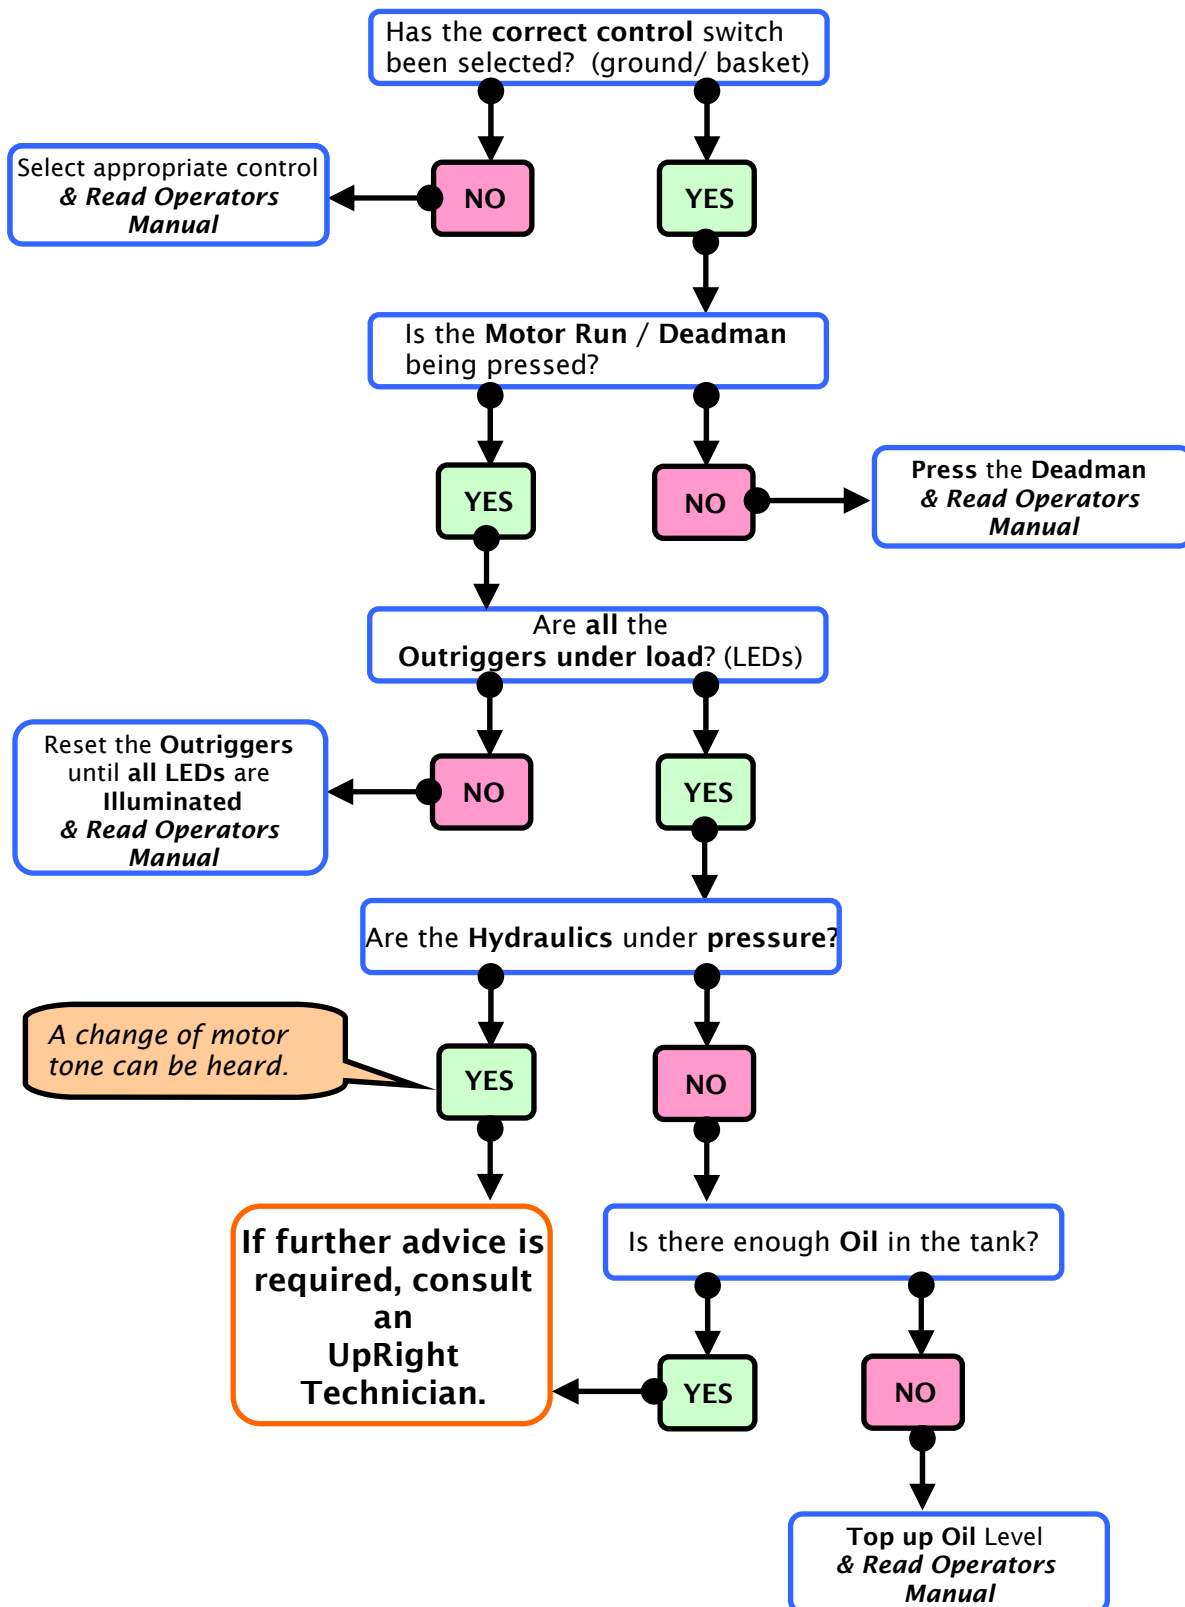 Has the correct control switch
been selected?  (ground/ basket)
NO
YES
Select appropriate control
& Read Operators
Manual
Is the Motor Run / Deadman
being pressed?
YES
NO
Press the Deadman
& Read Operators
Manual
Are all the
Outriggers under load? (LEDs)
NO
YES
Reset the Outriggers
until all LEDs are
Illuminated
& Read Operators
Manual
Are the Hydraulics under pressure?
A change of motor
tone can be heard.
YES
NO
If further advice is
required, consult
an
UpRight
Technician.
Is there enough Oil in the tank?
YES
NO
Top up Oil Level
& Read Operators
Manual